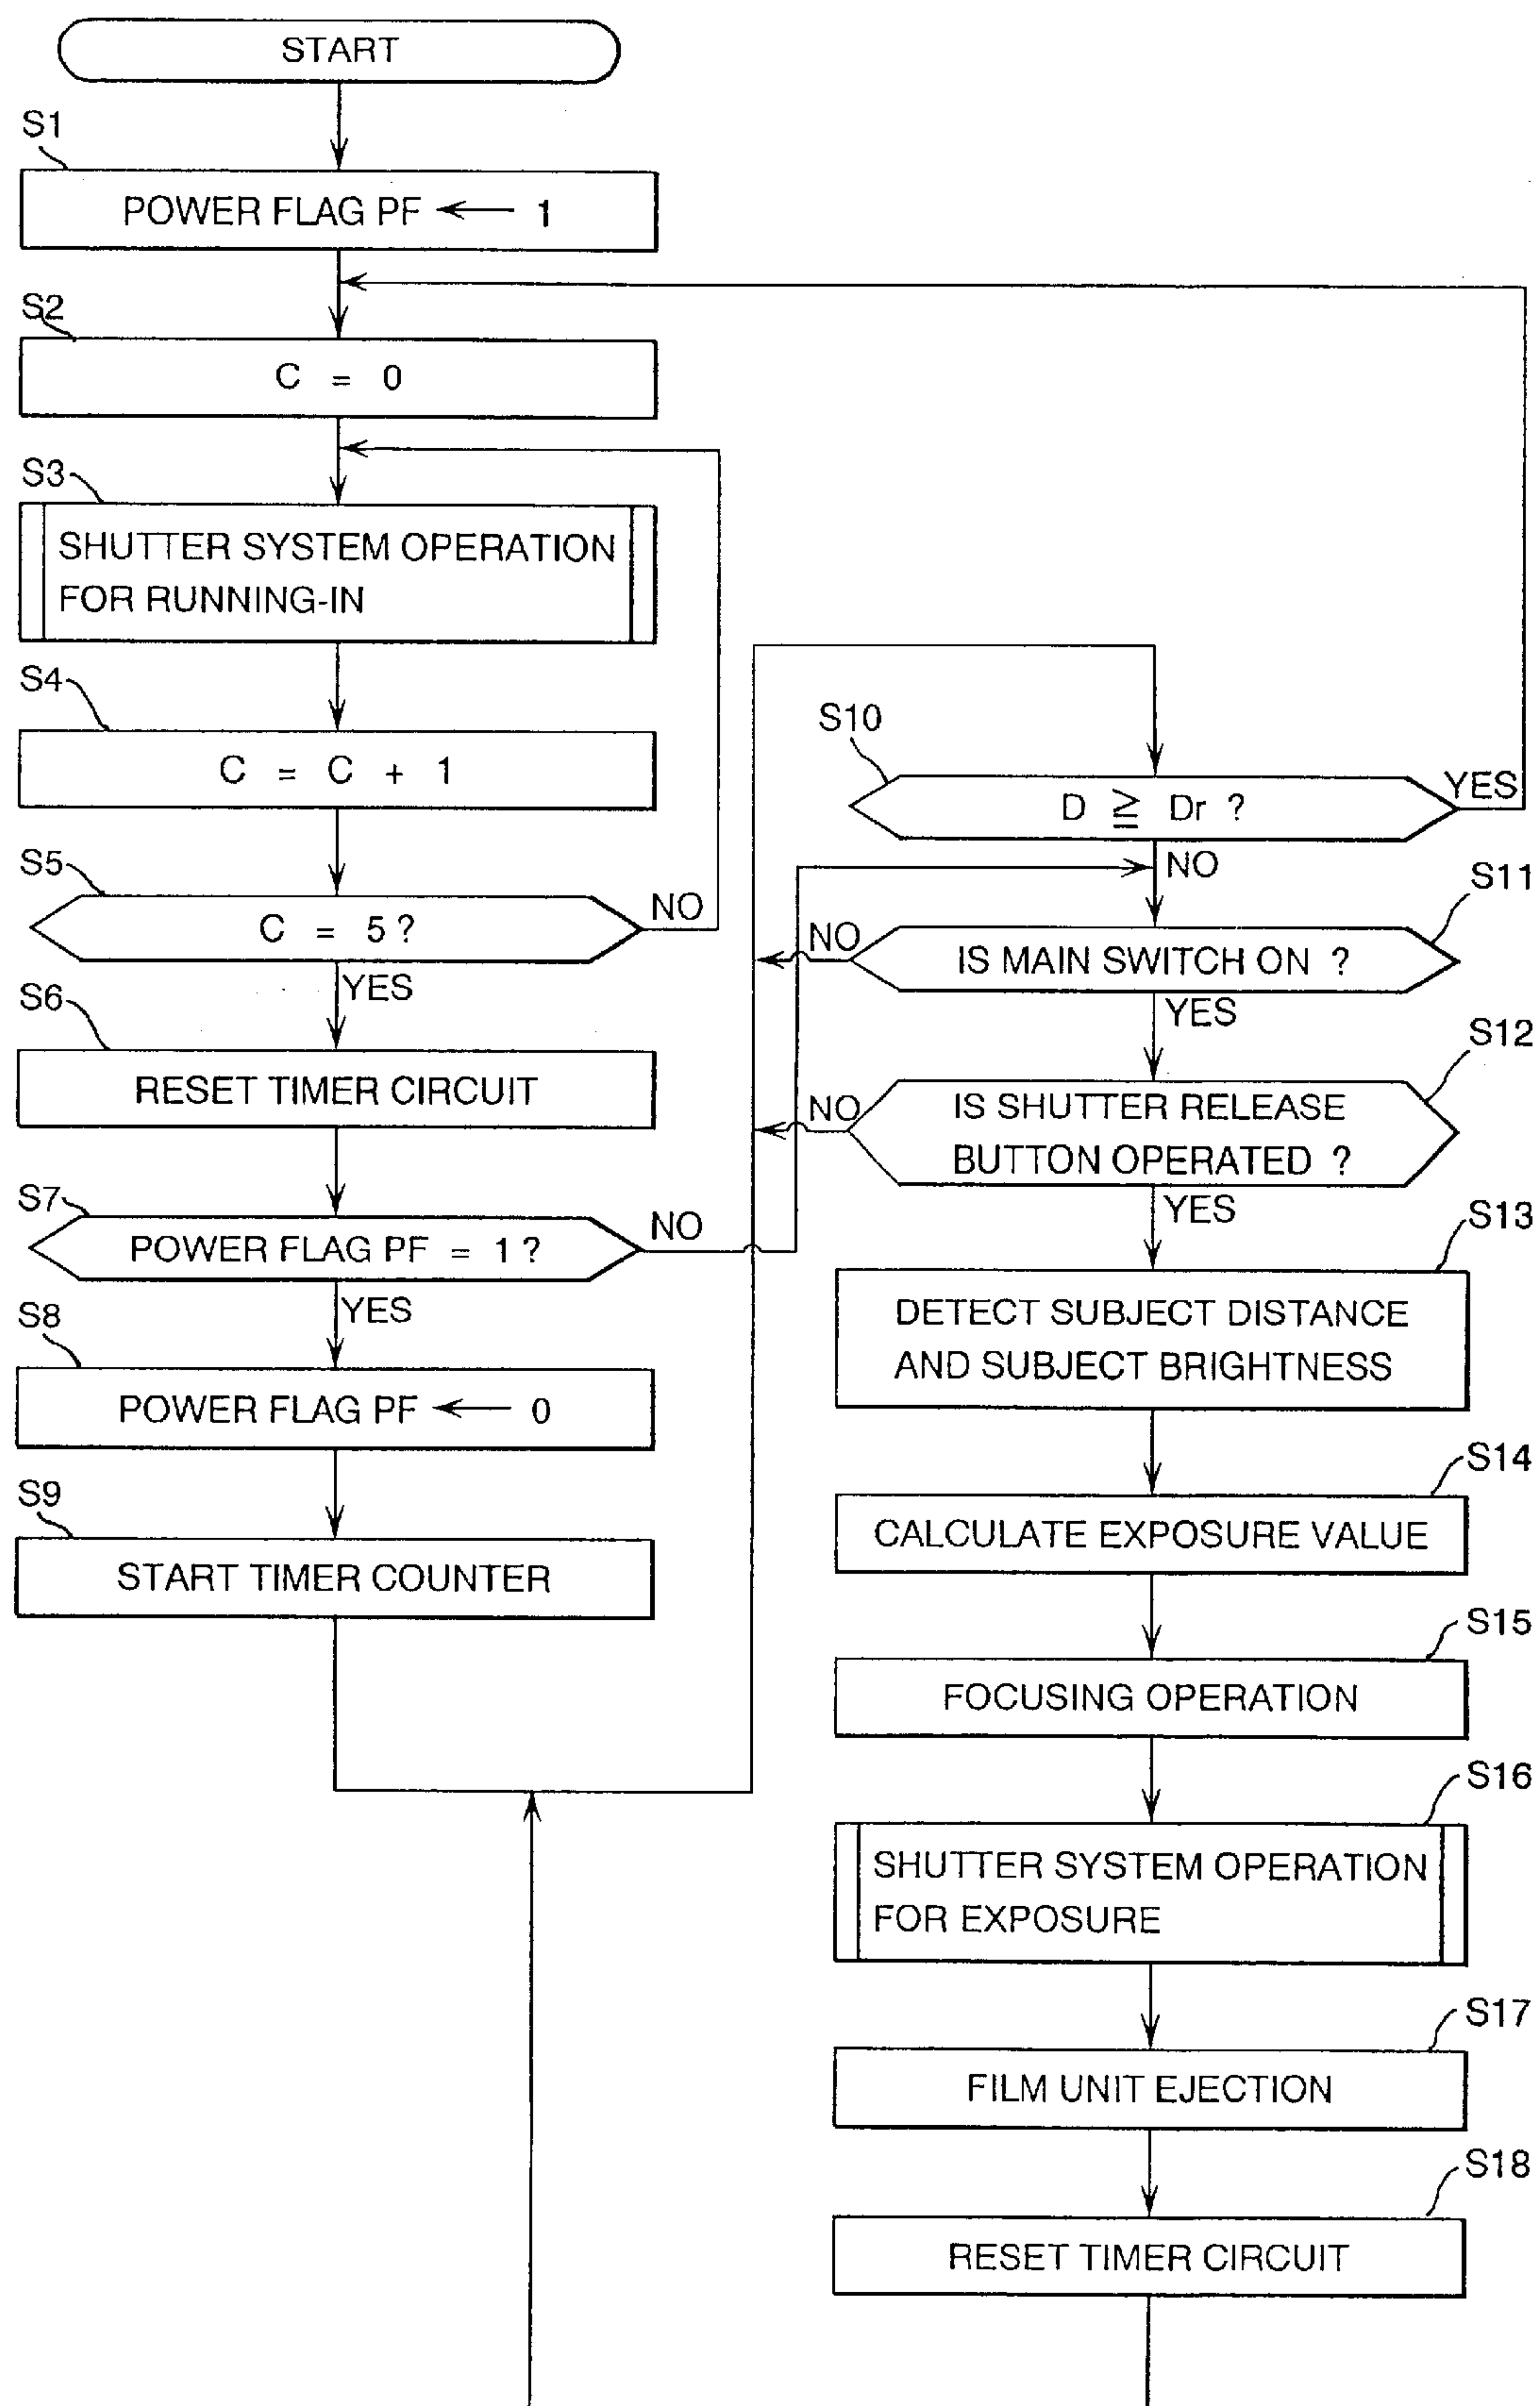 START
S1
POWER FLAG PF ← 1
S2
C = 0
S3
SHUTTER SYSTEM OPERATION
FOR RUNNING-IN
S4
C = C + 1
S5
C = 5 ?
NO
YES
S6
RESET TIMER CIRCUIT
S7
POWER FLAG PF = 1 ?
NO
YES
S8
POWER FLAG PF ← 0
S9
START TIMER COUNTER
S10
D ≧ Dr ?
YES
NO
S11
IS MAIN SWITCH ON ?
NO
YES
S12
IS SHUTTER RELEASE
BUTTON OPERATED ?
NO
YES
S13
DETECT SUBJECT DISTANCE
AND SUBJECT BRIGHTNESS
S14
CALCULATE EXPOSURE VALUE
S15
FOCUSING OPERATION
S16
SHUTTER SYSTEM OPERATION
FOR EXPOSURE
S17
FILM UNIT EJECTION
S18
RESET TIMER CIRCUIT